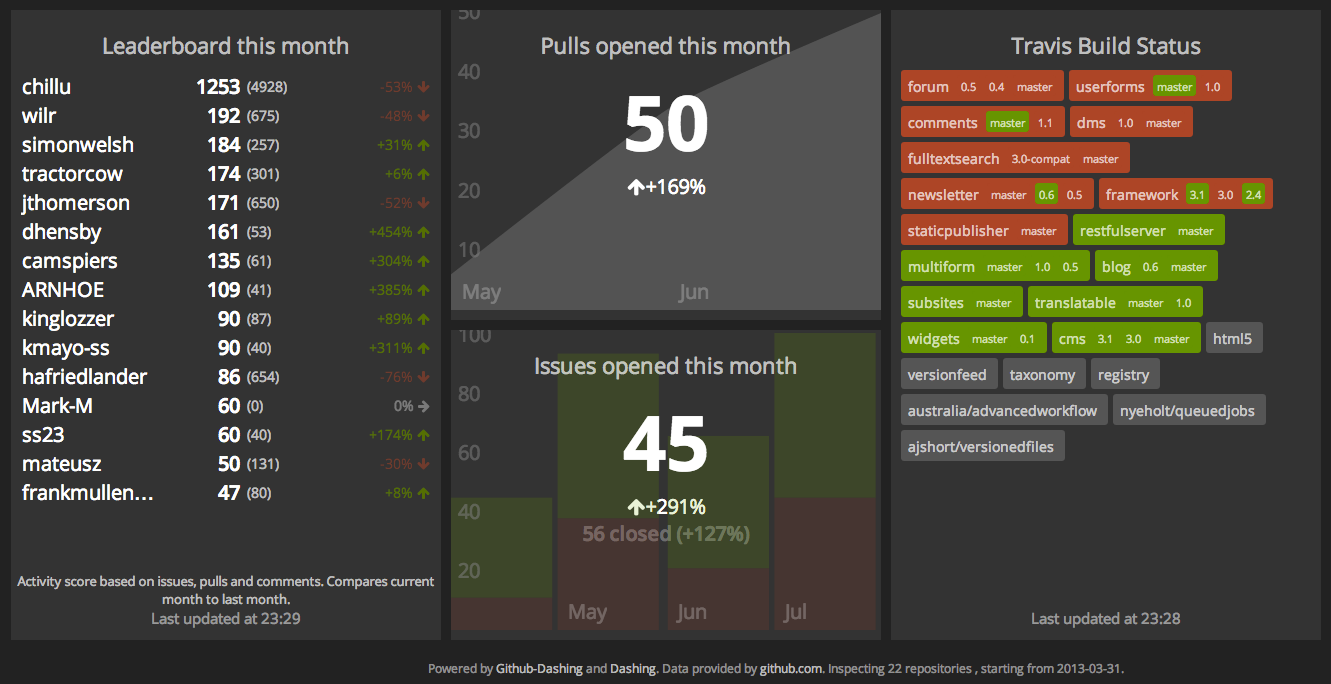 Leaderboard this month
chillu 1253 (4928) -53%
wilr 192 (675) -48%
simonwelsh 184 (257) +31%
tractorcow 174 (301) +6%
jthomerson 171 (650) -52%
dhensby 161 (53) +454%
camspiers 135 (61) +304%
ARNHOE 109 (41) +385%
kinglozzer 90 (87) +89%
kmayo-ss 90 (40) +311%
hafriedlander 86 (654) -76%
Mark-M 60 (0) 0%
ss23 60 (40) +174%
mateusz 50 (131) -30%
frankmullen... 47 (80) +8%
Activity score based on issues, pulls and comments. Compares current
month to last month.
Last updated at 23:29
50
Pulls opened this month
40
30
20
10
50
+169%
May Jun
100
Issues opened this month
80
60
40
20
45
+291%
56 closed (+127%)
May Jun Jul
Travis Build Status
forum 0.5 0.4 master userforms master 1.0
comments master 1.1 dms 1.0 master
fulltextsearch 3.0-compat master
newsletter master 0.6 0.5 framework 3.1 3.0 2.4
staticpublisher master restfulserver master
multiform master 1.0 0.5 blog 0.6 master
subsites master translatable master 1.0
widgets master 0.1 cms 3.1 3.0 master html5
versionfeed taxonomy registry
australia/advancedworkflow nyeholt/queuedjobs
ajshort/versionedfiles
Last updated at 23:28
Powered by Github-Dashing and Dashing. Data provided by github.com. Inspecting 22 repositories , starting from 2013-03-31.